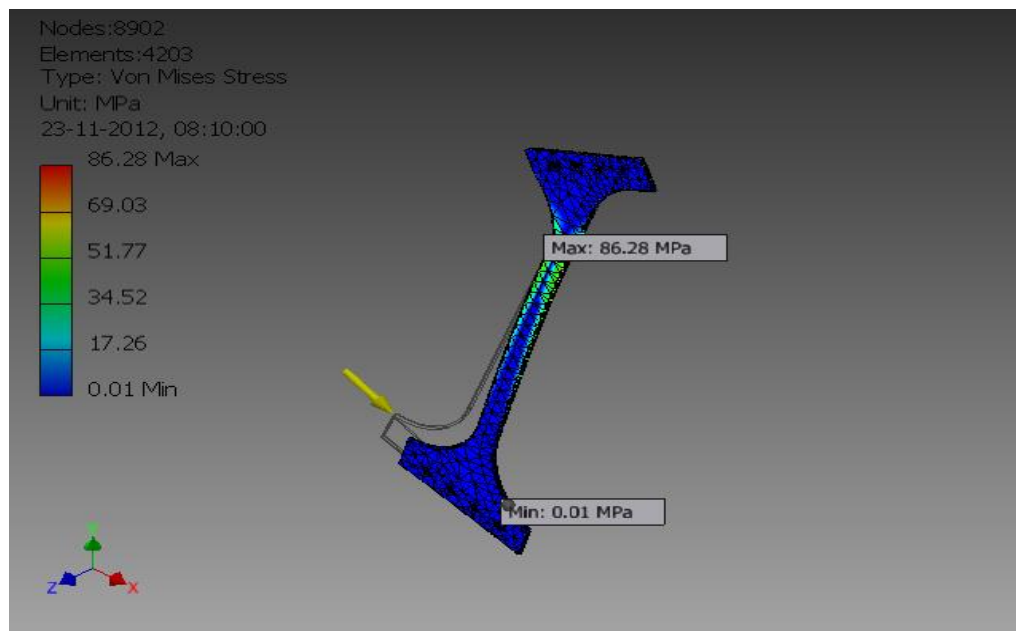 Nodes:8902
Elements:4203
Type: Von Mises Stress
Unit: MPa
23-11-2012, 08:10:00
86.28 Max
69.03
51.77
34.52
17.26
0.01 Min
Max: 86.28 MPa
Min: 0.01 MPa
Y
Z
X